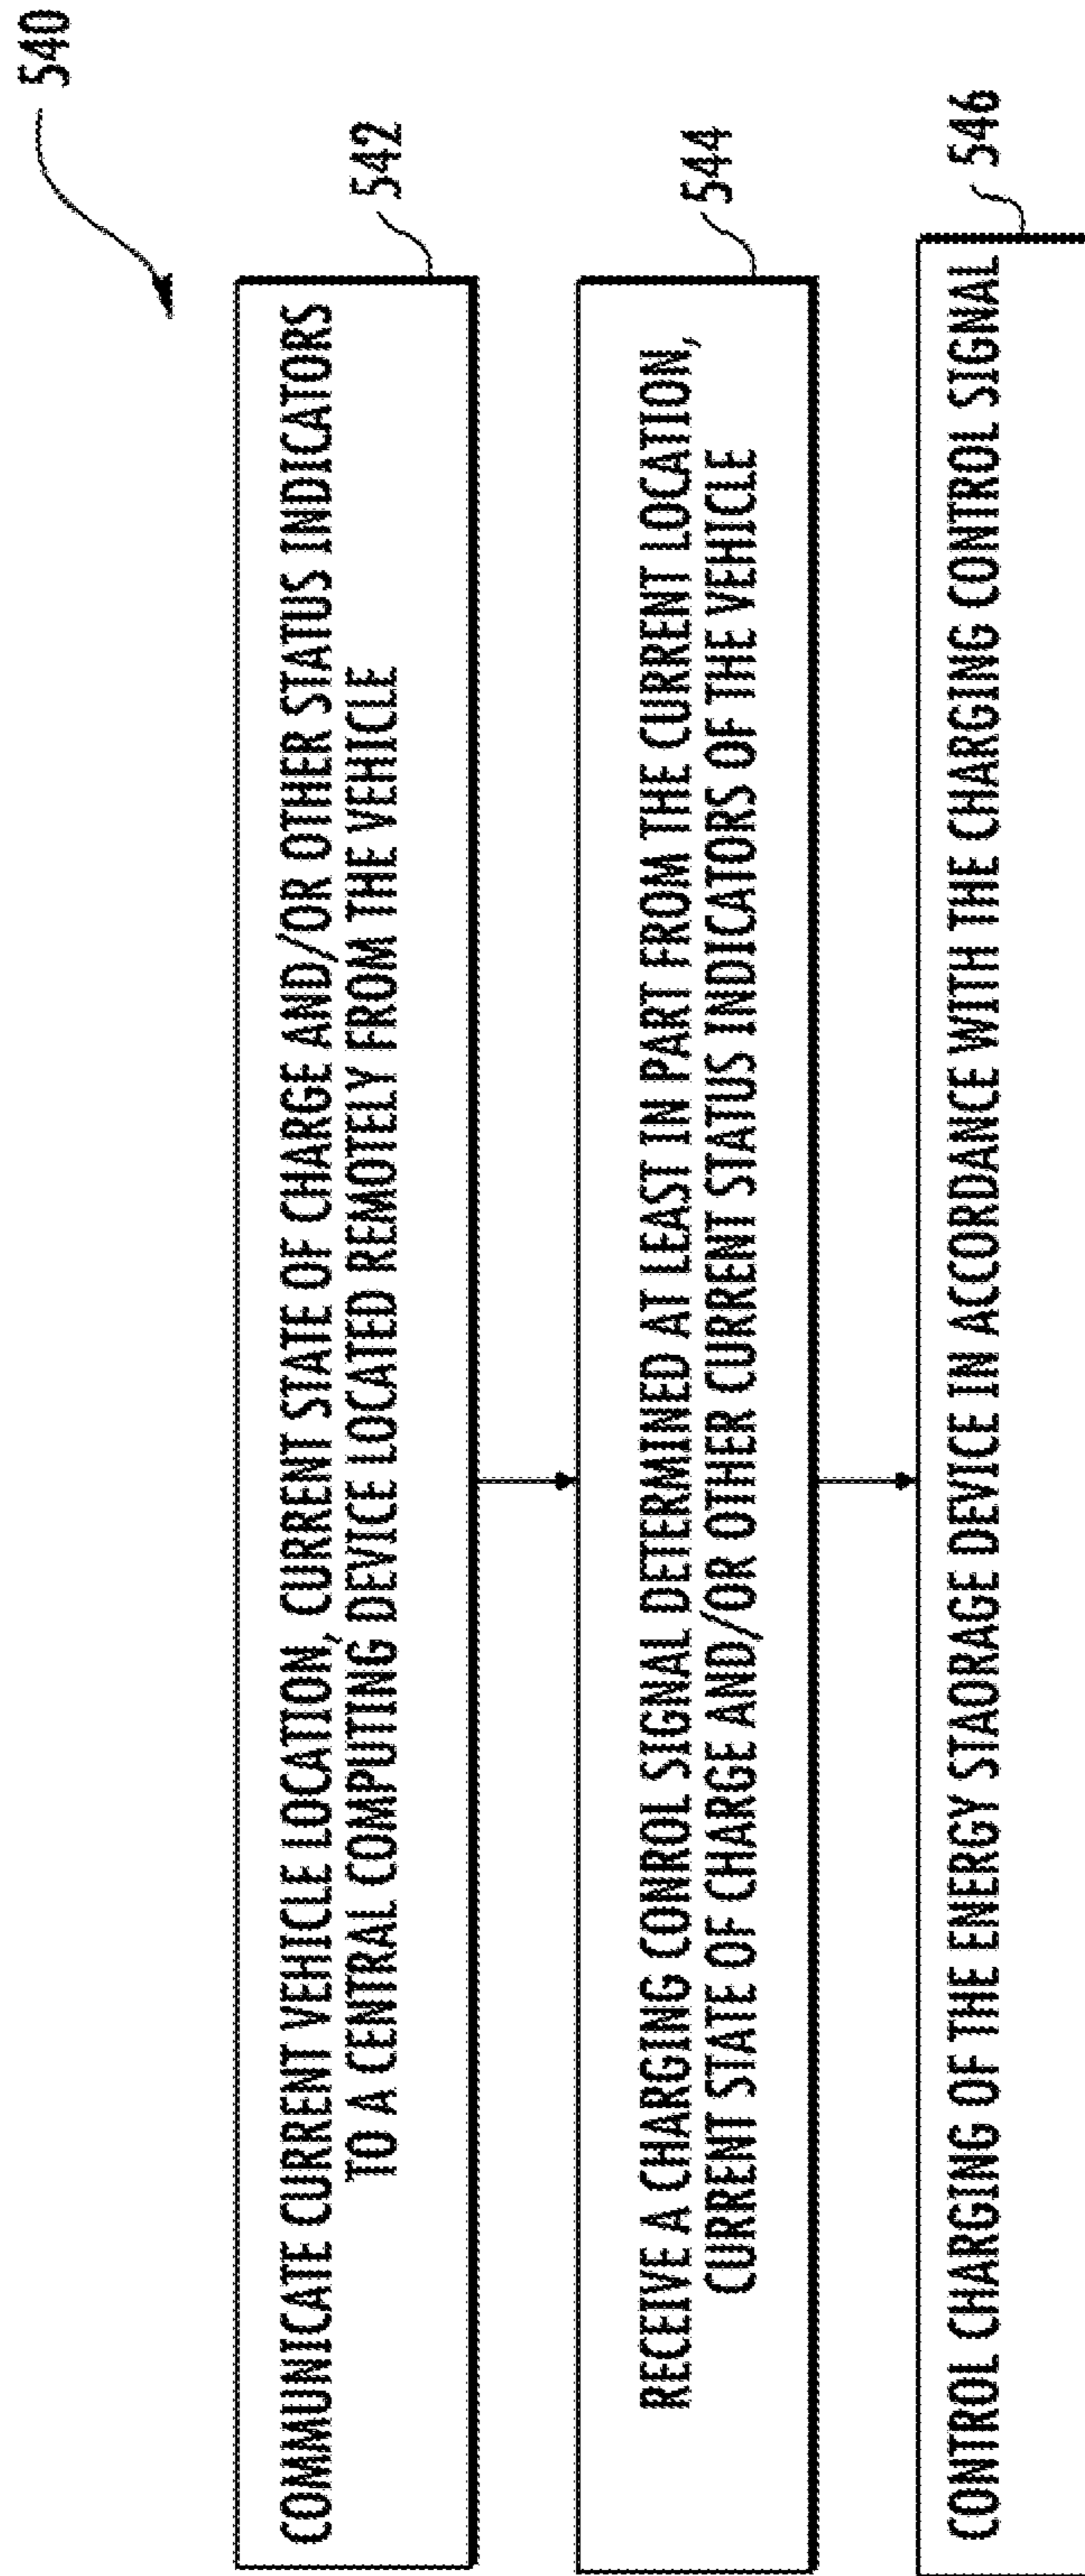 540
COMMUNICATE CURRENT VEHICLE LOCATION, CURRENT STATE OF CHARGE AND/OR OTHER STATUS INDICATORS
TO A CENTRAL COMPUTING DEVICE LOCATED REMOTELY FROM THE VEHICLE
542
RECEIVE A CHARGING CONROL SIGNAL DETERMINED AT LEAST IN PART FROM THE CURRENT LOCATION,
CURRENT STATE OF CHARGE AND/OR OTHER CURRENT STATUS INDICATORS OF THE VEHICLE
544
CONTROL CHARGING OF THE ENERGY STAORAGE DEVICE IN ACCORDANCE WITH THE CHARGING CONTROL SIGNAL
546